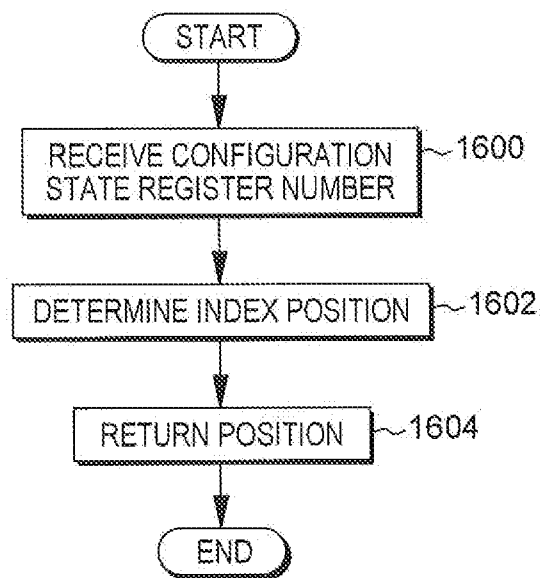 START
RECEIVE CONFIGURATION
STATE REGISTER NUMBER
1600
DETERMINE INDEX POSITION
1602
RETURN POSITION
1604
END